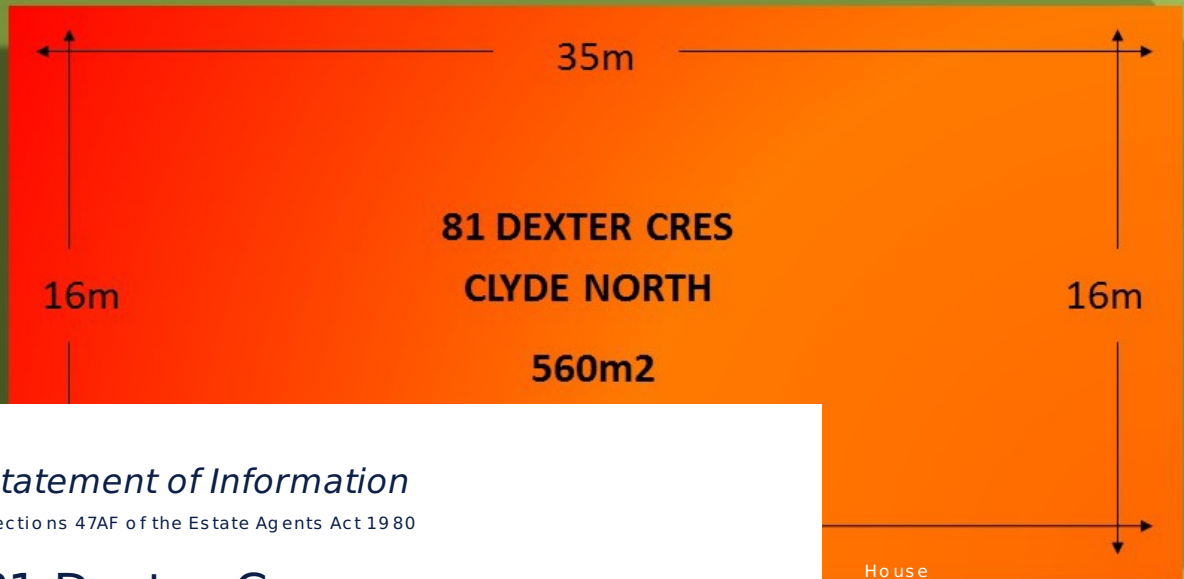 35m
81 DEXTER CRES
CLYDE NORTH
16m
16m
560m2
tatement of Information
ections 47AF of the Estate Agents Act 1980
House